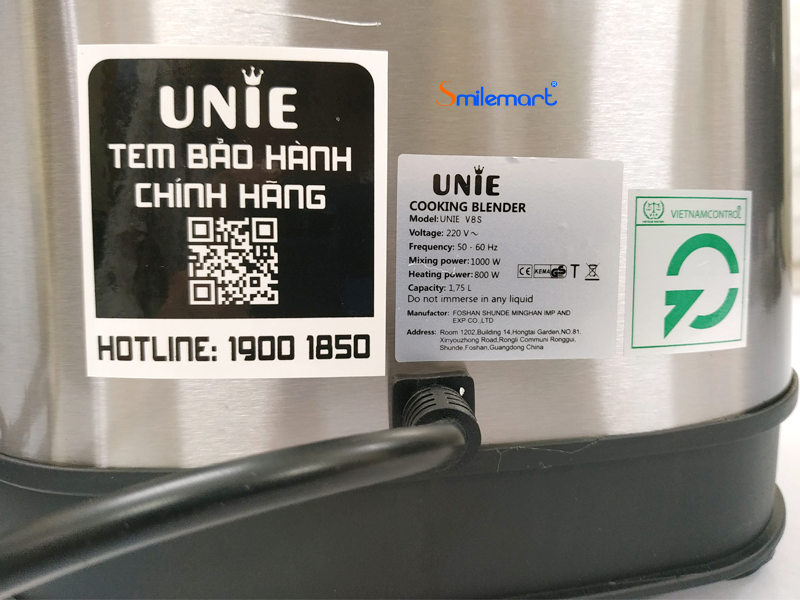 UNIE
TEM BẢO HÀNH
CHÍNH HÃNG
HOTLINE: 1900 1850
Smilemart®
UNIE
COOKING BLENDER
Model: UNIE V8S
Voltage: 220 V ~
Frequency: 50 - 60 Hz
Mixing power: 1000 W
Heating power: 800 W
Capacity: 1,75 L
CE KEMA GS T
Do not immerse in any liquid
Manufactor: FOSHAN SHUNDE MINGHAN IMP AND
EXP CO.,LTD
Address: Room 1202,Building 14,Hongtai Garden,NO.81.
Xinyouzhong Road,Rongli Communi Ronggui,
Shunde.Foshan,Guangdong China
VIETNAMCONTROL